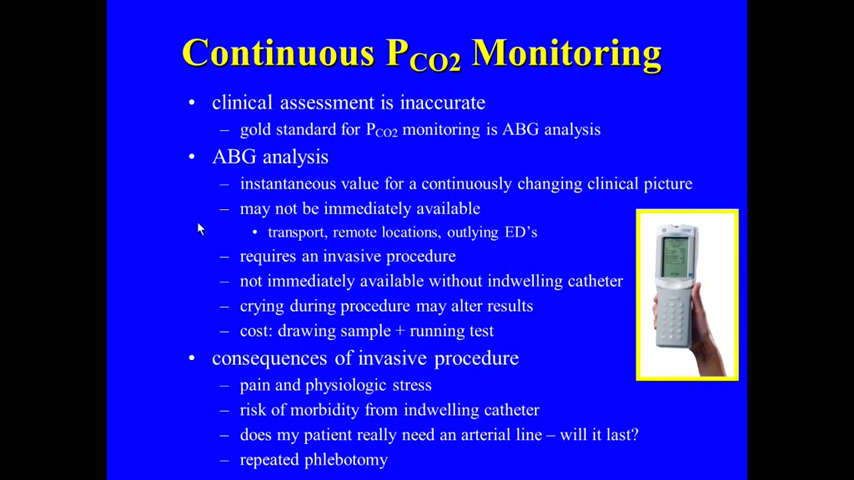 Continuous PCO2 Monitoring
• clinical assessment is inaccurate
– gold standard for PCO2 monitoring is ABG analysis
• ABG analysis
– instantaneous value for a continuously changing clinical picture
– may not be immediately available
• transport, remote locations, outlying ED's
– requires an invasive procedure
– not immediately available without indwelling catheter
– crying during procedure may alter results
– cost: drawing sample + running test
• consequences of invasive procedure
– pain and physiologic stress
– risk of morbidity from indwelling catheter
– does my patient really need an arterial line – will it last?
– repeated phlebotomy